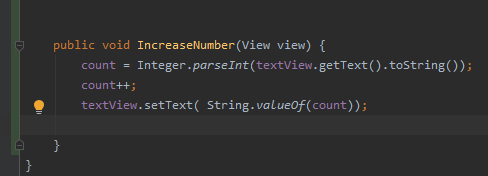 public void IncreaseNumber(View view) {
count = Integer.parseInt(textView.getText().toString());
count++;
textView.setText( String.valueOf(count));
}
}